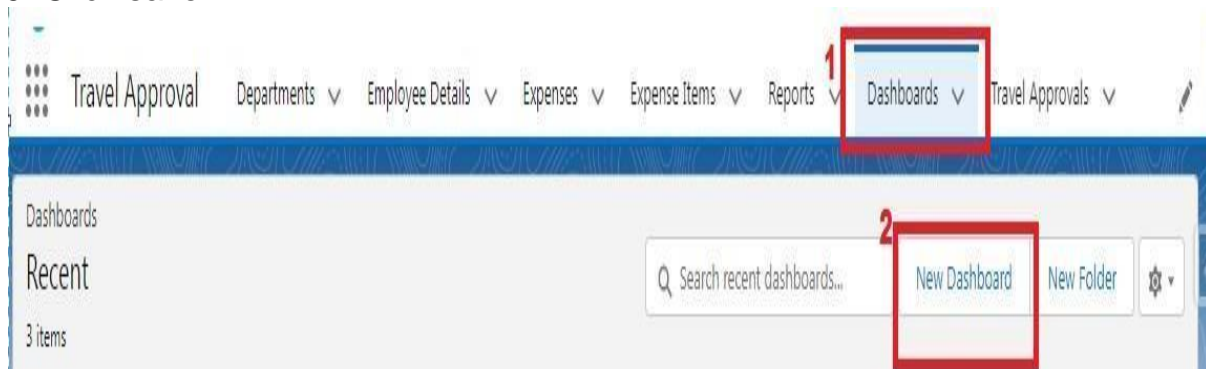 1
Travel Approval Departments Employee Details Expenses Expense Items Reports Dashboards Travel Approvals
Dashboards
2
Recent
Search recent dashboards... New Dashboard New Folder
3 items